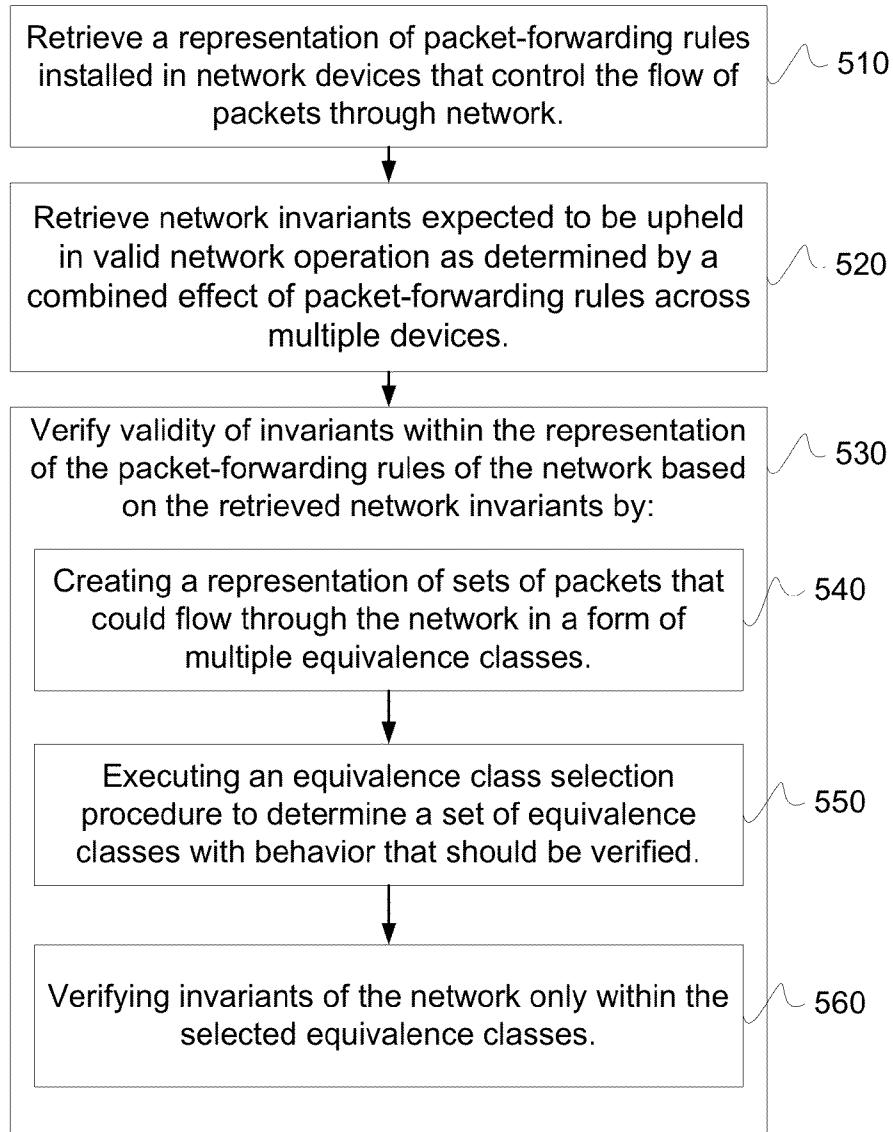 Retrieve a representation of packet-forwarding rules
installed in network devices that control the flow of
packets through network.
510
Retrieve network invariants expected to be upheld
in valid network operation as determined by a
combined effect of packet-forwarding rules across
multiple devices.
520
Verify validity of invariants within the representation
of the packet-forwarding rules of the network based
on the retrieved network invariants by:
530
Creating a representation of sets of packets that
could flow through the network in a form of
multiple equivalence classes.
540
Executing an equivalence class selection
procedure to determine a set of equivalence
classes with behavior that should be verified.
550
Verifying invariants of the network only within the
selected equivalence classes.
560